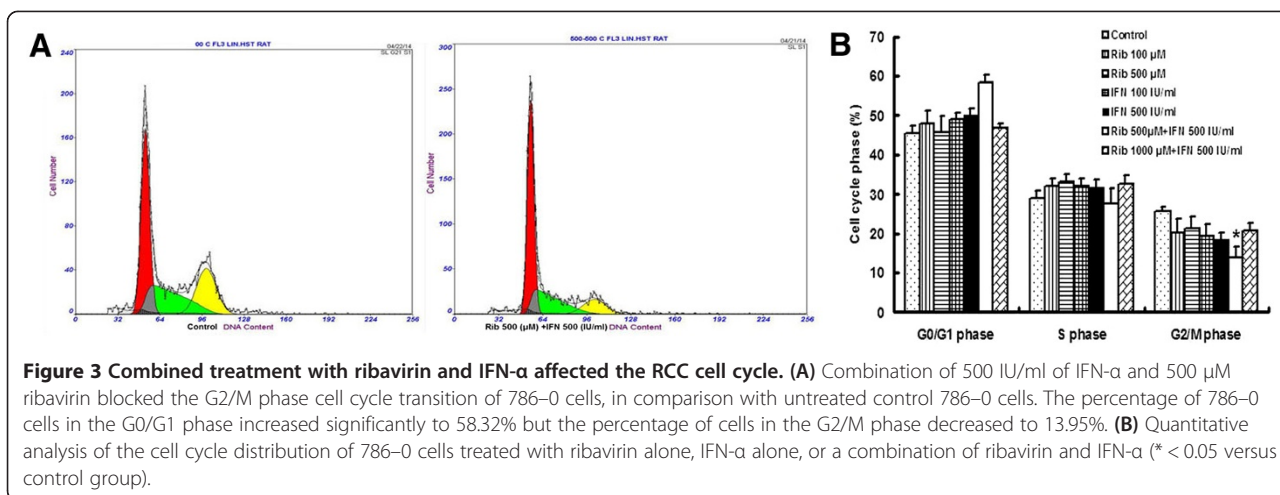 A
00 C FL3 LIN.HST RAT
04/22/14
SL G21 S1
240
200
160
120
80
40
0
Cell Number
0 32 64 96 128 160 192 224 256
Control DNA Content
500-500 C FL3 LIN.HST RAT
04/21/14
SL S1
300
250
200
150
100
50
0
Cell Number
0 32 64 96 128 160 192 224 256
Rib 500 (μM) +IFN 500 (IU/ml) DNA Content
B
Cell cycle phase (%)
70
60
50
40
30
20
10
0
Control
Rib 100 μM
Rib 500 μM
IFN 100 IU/ml
IFN 500 IU/ml
Rib 500μM+IFN 500 IU/ml
Rib 1000 μM+IFN 500 IU/ml
*
G0/G1 phase S phase G2/M phase
Figure 3 Combined treatment with ribavirin and IFN-α affected the RCC cell cycle. (A) Combination of 500 IU/ml of IFN-α and 500 μM
ribavirin blocked the G2/M phase cell cycle transition of 786–0 cells, in comparison with untreated control 786–0 cells. The percentage of 786–0
cells in the G0/G1 phase increased significantly to 58.32% but the percentage of cells in the G2/M phase decreased to 13.95%. (B) Quantitative
analysis of the cell cycle distribution of 786–0 cells treated with ribavirin alone, IFN-α alone, or a combination of ribavirin and IFN-α (* < 0.05 versus
control group).